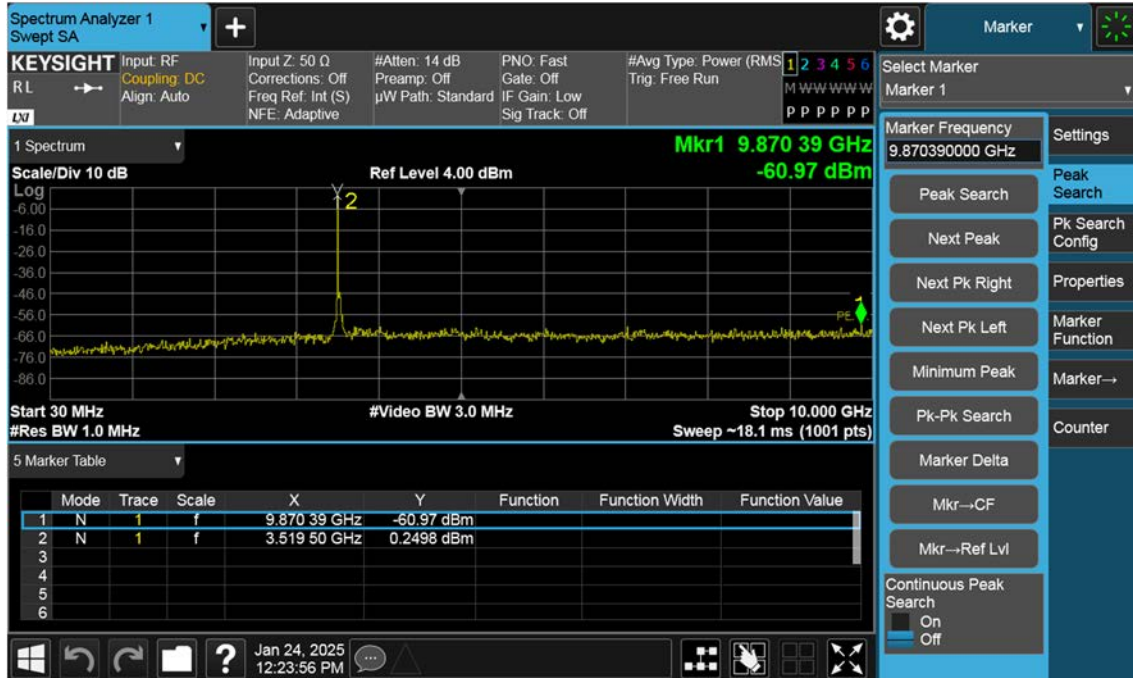 Spectrum Analyzer 1
Swept SA
+
Marker
KEYSIGHT
RL
LXI
Input: RF
Coupling: DC
Align: Auto
Input Z: 50 Ω
Corrections: Off
Freq Ref: Int (S)
NFE: Adaptive
#Atten: 14 dB
Preamp: Off
µW Path: Standard
PNO: Fast
Gate: Off
IF Gain: Low
Sig Track: Off
#Avg Type: Power (RMS
Trig: Free Run
1 2 3 4 5 6
M W W W W W
P P P P P P
Select Marker
Marker 1
1 Spectrum
Mkr1 9.870 39 GHz
-60.97 dBm
Scale/Div 10 dB
Ref Level 4.00 dBm
Log
-6.00
-16.0
-26.0
-36.0
-46.0
-56.0
-66.0
-76.0
-86.0
2
1
Start 30 MHz
#Res BW 1.0 MHz
#Video BW 3.0 MHz
Stop 10.000 GHz
Sweep ~18.1 ms (1001 pts)
5 Marker Table
Mode Trace Scale X Y Function Function Width Function Value
1 N 1 f 9.870 39 GHz -60.97 dBm
2 N 1 f 3.519 50 GHz 0.2498 dBm
3
4
5
6
Marker Frequency
9.870390000 GHz
Peak Search
Next Peak
Next Pk Right
Next Pk Left
Minimum Peak
Pk-Pk Search
Marker Delta
Mkr→CF
Mkr→Ref Lvl
Continuous Peak
Search
On
Off
Settings
Peak
Search
Pk Search
Config
Properties
Marker
Function
Marker→
Counter
?
Jan 24, 2025
12:23:56 PM